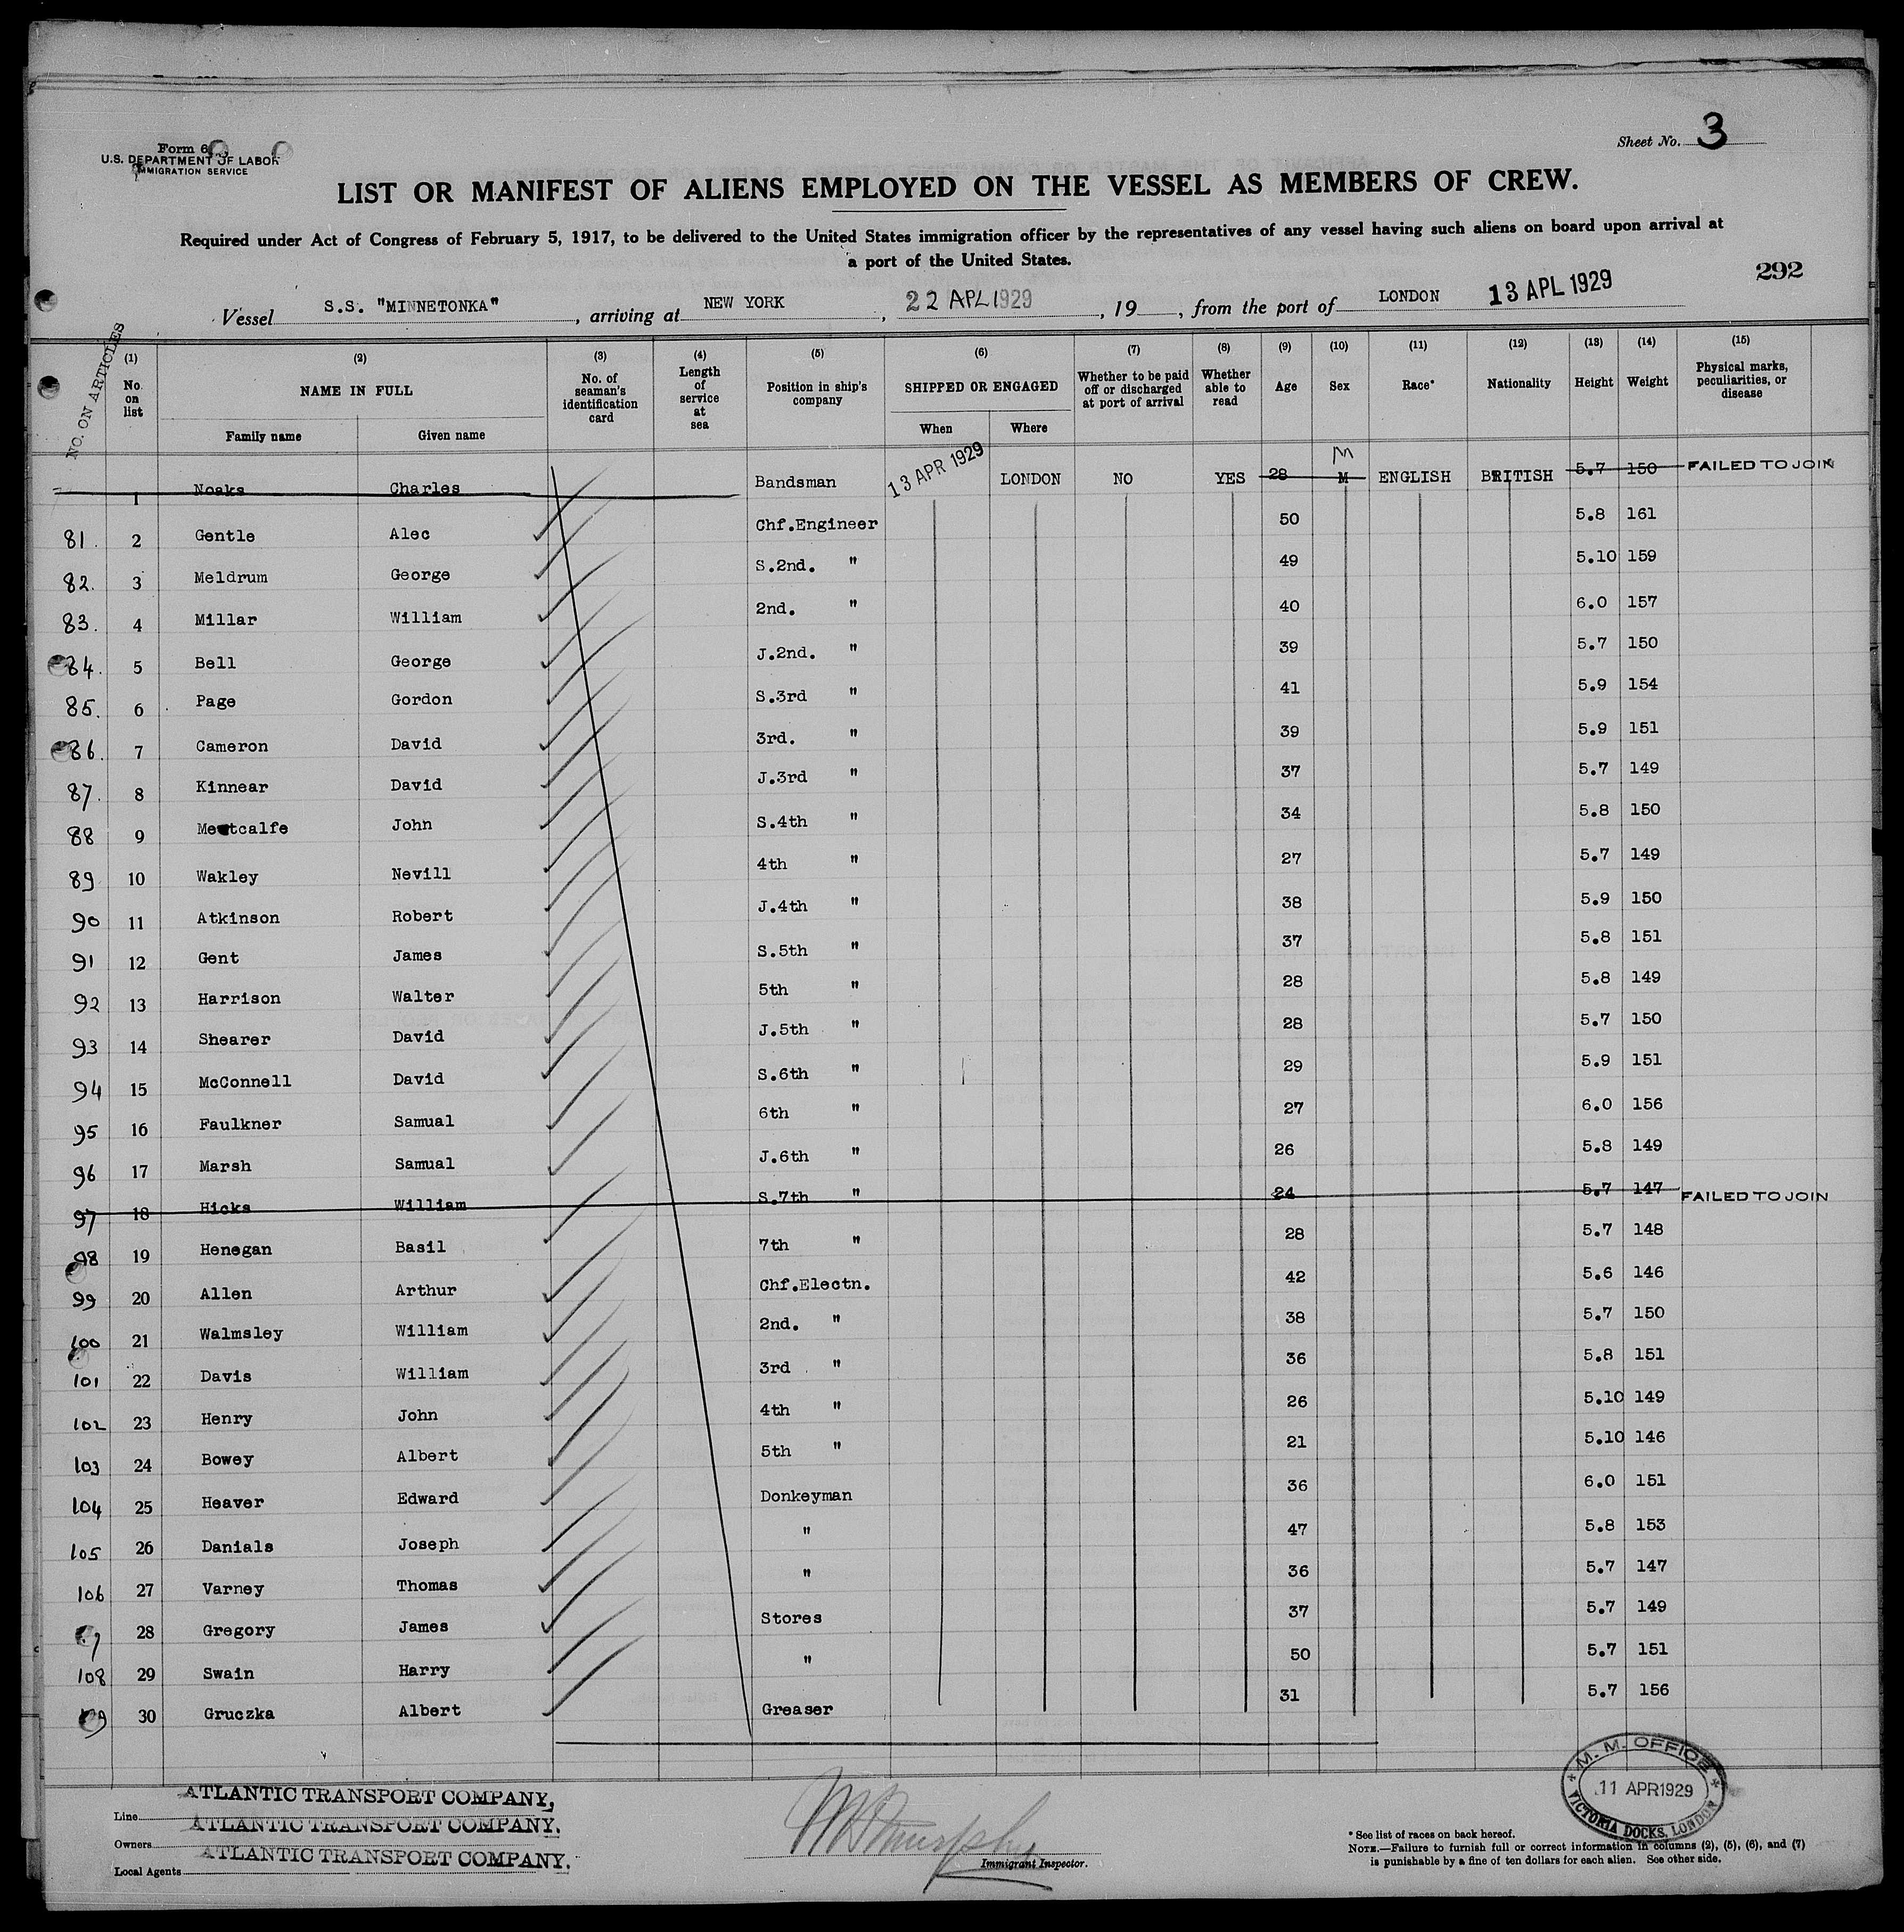 Sheet No. 3
Form 6
U.S. DEPARTMENT OF LABOR
IMMIGRATION SERVICE
LIST OR MANIFEST OF ALIENS EMPLOYED ON THE VESSEL AS MEMBERS OF CREW.
Required under Act of Congress of February 5, 1917, to be delivered to the United States immigration officer by the representatives of any vessel having such aliens on board upon arrival at
a port of the United States.
292
Vessel S.S. "MINNETONKA" , arriving at NEW YORK , 22 APL 1929 , 19 , from the port of LONDON 13 APL 1929
NO. ON ARTICLES
(1) (2) (3) (4) (5) (6) (7) (8) (9) (10) (11) (12) (13) (14) (15)
No. on list NAME IN FULL No. of seaman's identification card Length of service at sea Position in ship's company SHIPPED OR ENGAGED Whether to be paid off or discharged at port of arrival Whether able to read Age Sex Race* Nationality Height Weight Physical marks, peculiarities, or disease
Family name Given name When Where
1 Noaks Charles Bandsman 13 APR 1929 LONDON NO YES 28 M M ENGLISH BRITISH 5.7 150 FAILED TO JOIN
81. 2 Gentle Alec Chf.Engineer 50 5.8 161
82. 3 Meldrum George S.2nd. " 49 5.10 159
83. 4 Millar William 2nd. " 40 6.0 157
84. 5 Bell George J.2nd. " 39 5.7 150
85. 6 Page Gordon S.3rd " 41 5.9 154
86. 7 Cameron David 3rd. " 39 5.9 151
87. 8 Kinnear David J.3rd " 37 5.7 149
88 9 Metcalfe John S.4th " 34 5.8 150
89 10 Wakley Nevill 4th " 27 5.7 149
90 11 Atkinson Robert J.4th " 38 5.9 150
91 12 Gent James S.5th " 37 5.8 151
92 13 Harrison Walter 5th " 28 5.8 149
93 14 Shearer David J.5th " 28 5.7 150
94 15 McConnell David S.6th " 29 5.9 151
95 16 Faulkner Samual 6th " 27 6.0 156
96 17 Marsh Samual J.6th " 26 5.8 149
97 18 Hicks William S.7th " 24 5.7 147 FAILED TO JOIN
98 19 Henegan Basil 7th " 28 5.7 148
99 20 Allen Arthur Chf.Electn. 42 5.6 146
100 21 Walmsley William 2nd. " 38 5.7 150
101 22 Davis William 3rd " 36 5.8 151
102 23 Henry John 4th " 26 5.10 149
103 24 Bowey Albert 5th " 21 5.10 146
104 25 Heaver Edward Donkeyman 36 6.0 151
105 26 Danials Joseph " 47 5.8 153
106 27 Varney Thomas " 36 5.7 147
7 28 Gregory James Stores 37 5.7 149
108 29 Swain Harry " 50 5.7 151
109 30 Gruczka Albert Greaser 31 5.7 156
Line ATLANTIC TRANSPORT COMPANY,
Owners ATLANTIC TRANSPORT COMPANY.
Local Agents ATLANTIC TRANSPORT COMPANY.
Murphy
Immigrant Inspector.
M. M. OFFICE
11 APR 1929
VICTORIA DOCKS, LONDON
* See list of races on back hereof.
NOTE.—Failure to furnish full or correct information in columns (2), (5), (6), and (7)
is punishable by a fine of ten dollars for each alien. See other side.